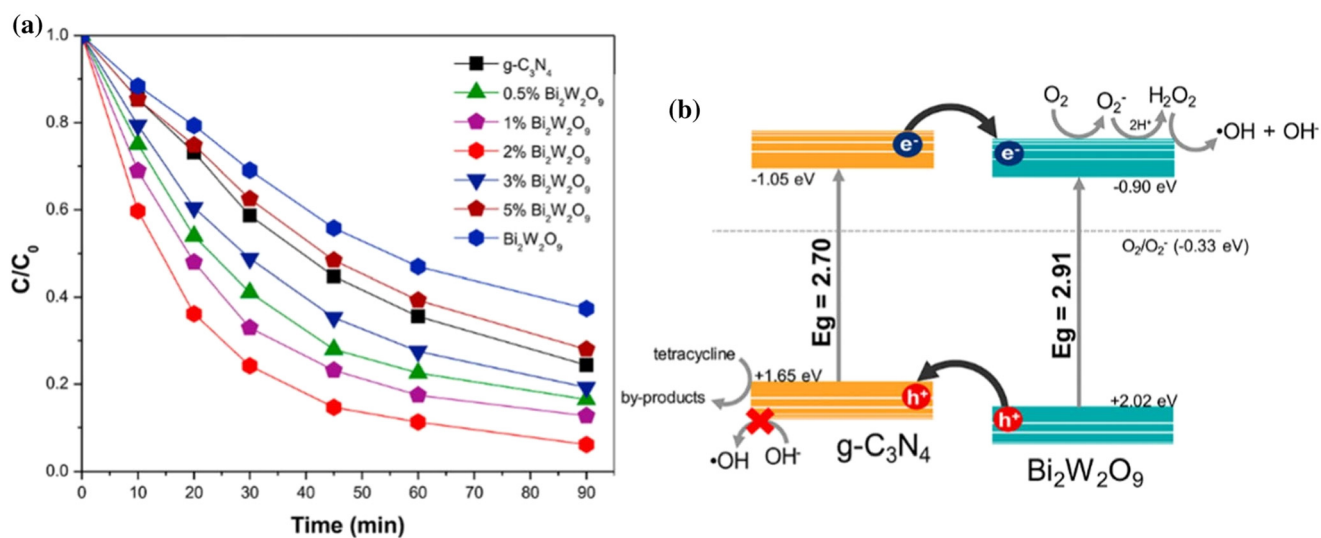 (a)
1.0
0.8
0.6
0.4
0.2
0.0
C/C₀
0 10 20 30 40 50 60 70 80 90
Time (min)
g-C₃N₄
0.5% Bi₂W₂O₉
1% Bi₂W₂O₉
2% Bi₂W₂O₉
3% Bi₂W₂O₉
5% Bi₂W₂O₉
Bi₂W₂O₉
(b)
O₂ O₂⁻ H₂O₂
2H⁺
•OH + OH⁻
e⁻ e⁻
-1.05 eV -0.90 eV
O₂/O₂⁻ (-0.33 eV)
Eg = 2.70
Eg = 2.91
tetracycline
+1.65 eV
by-products
h⁺ h⁺
+2.02 eV
•OH OH⁻
g-C₃N₄
Bi₂W₂O₉